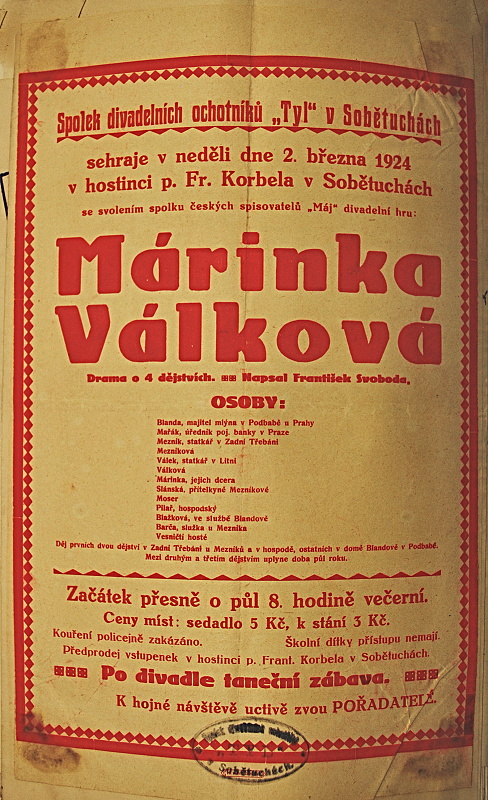 Spolek divadelních ochotníků „Tyl“ v Sobětuchách
sehraje v neděli dne 2. března 1924
v hostinci p. Fr. Korbela v Sobětuchách
se svolením spolku českých spisovatelů „Máj“ divadelní hru:
Márinka
Válková
Drama o 4 dějstvích. Napsal František Svoboda.
OSOBY:
Blanda, majitel mlýna v Podbabě u Prahy
Mařák, úředník poj. banky v Praze
Mezník, statkář v Zadní Třebáni
Mezníková
Válek, statkář v Litni
Válková
Márinka, jejich dcera
Slánská, přítelkyně Mezníkové
Moser
Pilař, hospodský
Blažková, ve službě Blandově
Barča, služka u Mezníka
Vesničtí hosté
Děj prvních dvou dějství v Zadní Třebáni u Mezníků a v hospodě, ostatních v domě Blandově v Podbabě.
Mezi druhým a třetím dějstvím uplyne doba půl roku.
Začátek přesně o půl 8. hodině večerní.
Ceny míst: sedadlo 5 Kč, k stání 3 Kč.
Kouření policejně zakázáno. Školní dítky přístupu nemají.
Předprodej vstupenek v hostinci p. Frant. Korbela v Sobětuchách.
Po divadle taneční zábava.
K hojné návštěvě uctivě zvou POŘADATELÉ.
v Sobětuchách.